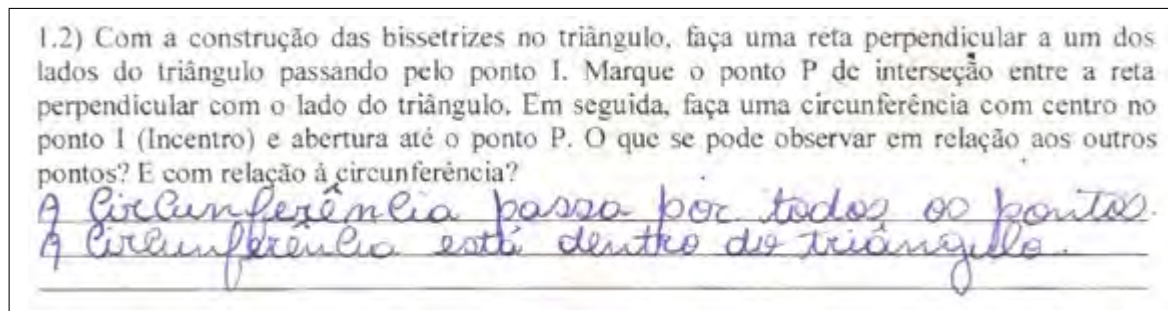 1.2) Com a construção das bissetrizes no triângulo, faça uma reta perpendicular a um dos
lados do triângulo passando pelo ponto I. Marque o ponto P de interseção entre a reta
perpendicular com o lado do triângulo. Em seguida, faça uma circunferência com centro no
ponto I (Incentro) e abertura até o ponto P. O que se pode observar em relação aos outros
pontos? E com relação à circunferência?
A Circunferência passa por todos os pontos.
A Circunferência está dentro do triângulo.